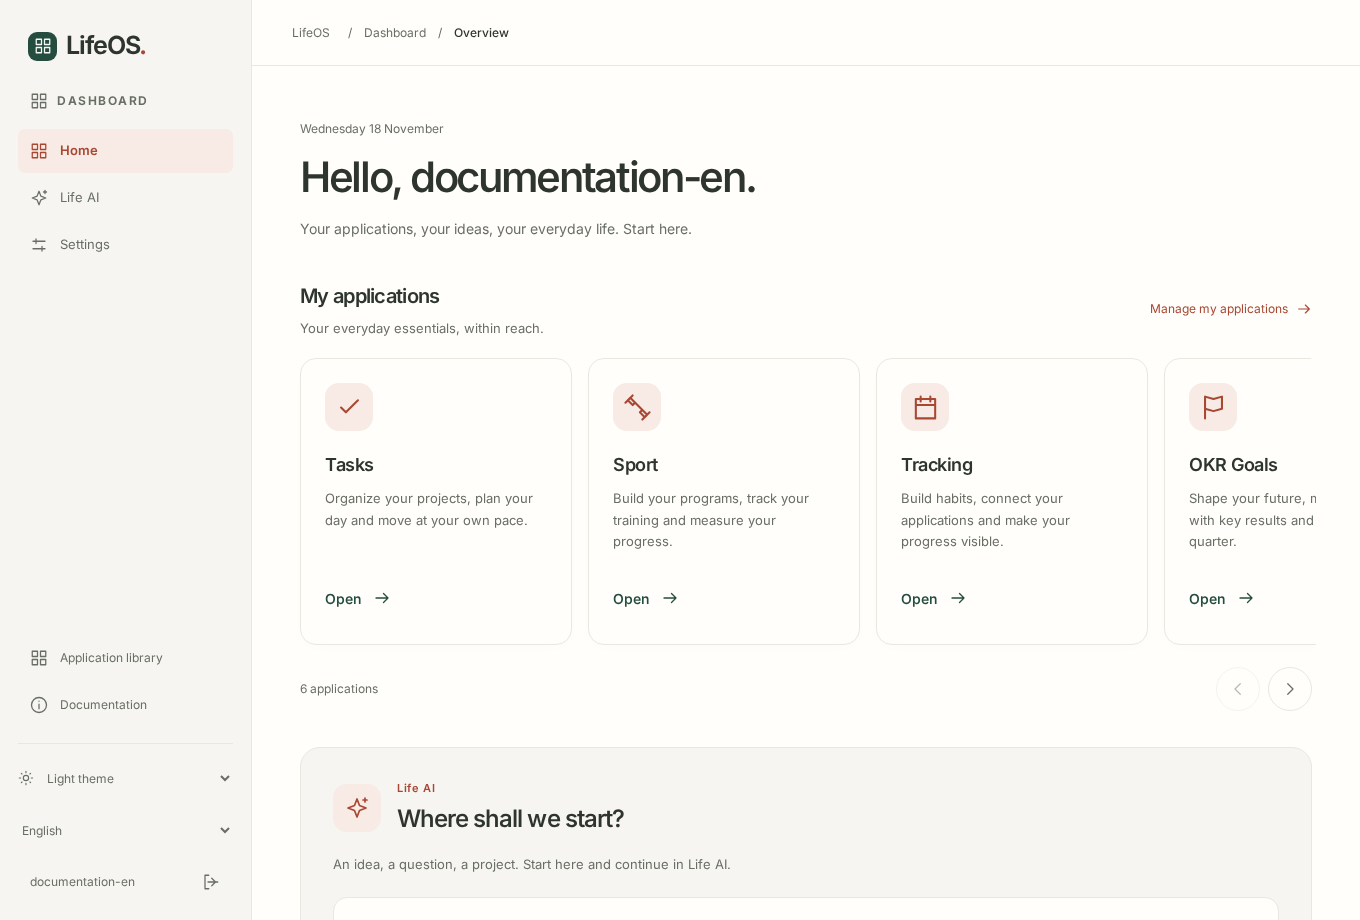 LifeOS.
DASHBOARD
Home
Life AI
Settings
Application library
Documentation
Light theme
English
documentation-en
LifeOS / Dashboard / Overview
Wednesday 18 November
Hello, documentation-en.
Your applications, your ideas, your everyday life. Start here.
My applications
Your everyday essentials, within reach.
Manage my applications
Tasks
Organize your projects, plan your
day and move at your own pace.
Open
Sport
Build your programs, track your
training and measure your
progress.
Open
Tracking
Build habits, connect your
applications and make your
progress visible.
Open
OKR Goals
Shape your future,
with key results and
quarter.
Open
6 applications
Life AI
Where shall we start?
An idea, a question, a project. Start here and continue in Life AI.